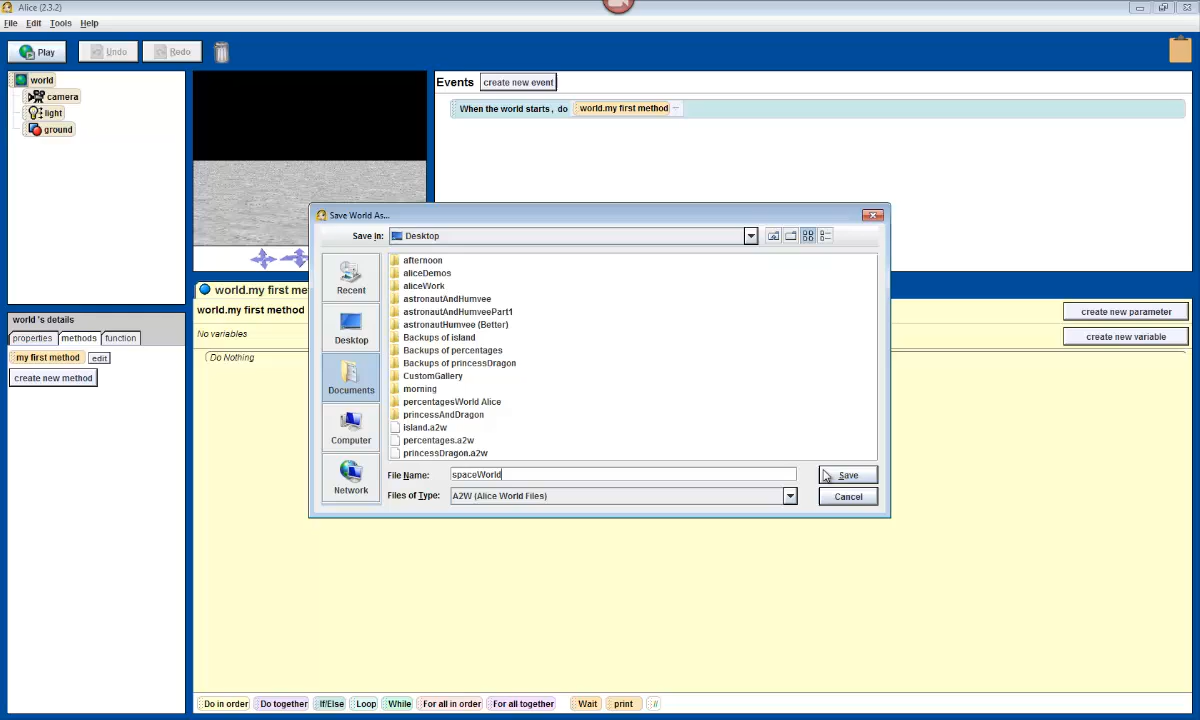 Alice (2.3.2)
File Edit Tools Help
Play Undo Redo
world
camera
light
ground
Events create new event
When the world starts, do world.my first method
Save World As...
Save In: Desktop
Recent
Desktop
Documents
Computer
Network
afternoon
aliceDemos
aliceWork
astronautAndHumvee
astronautAndHumveePart1
astronautHumvee (Better)
Backups of island
Backups of percentages
Backups of princessDragon
CustomGallery
morning
percentagesWorld Alice
princessAndDragon
island.a2w
percentages.a2w
princessDragon.a2w
File Name: spaceWorld Save
Files of Type: A2W (Alice World Files) Cancel
world.my first me
world.my first method create new parameter
No variables create new variable
Do Nothing
world 's details
properties methods function
my first method edit
create new method
Do in order Do together If/Else Loop While For all in order For all together Wait print //